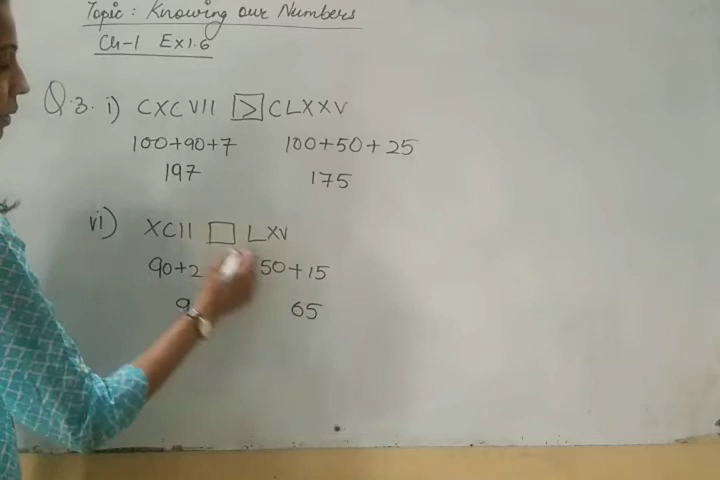 Topic: Knowing our Numbers
Ch-1 Ex1.6
Q.3. i) CXCVII > CLXXV
100+90+7 100+50+25
197 175
vi) XCII □ LXV
90+2 50+15
9 65